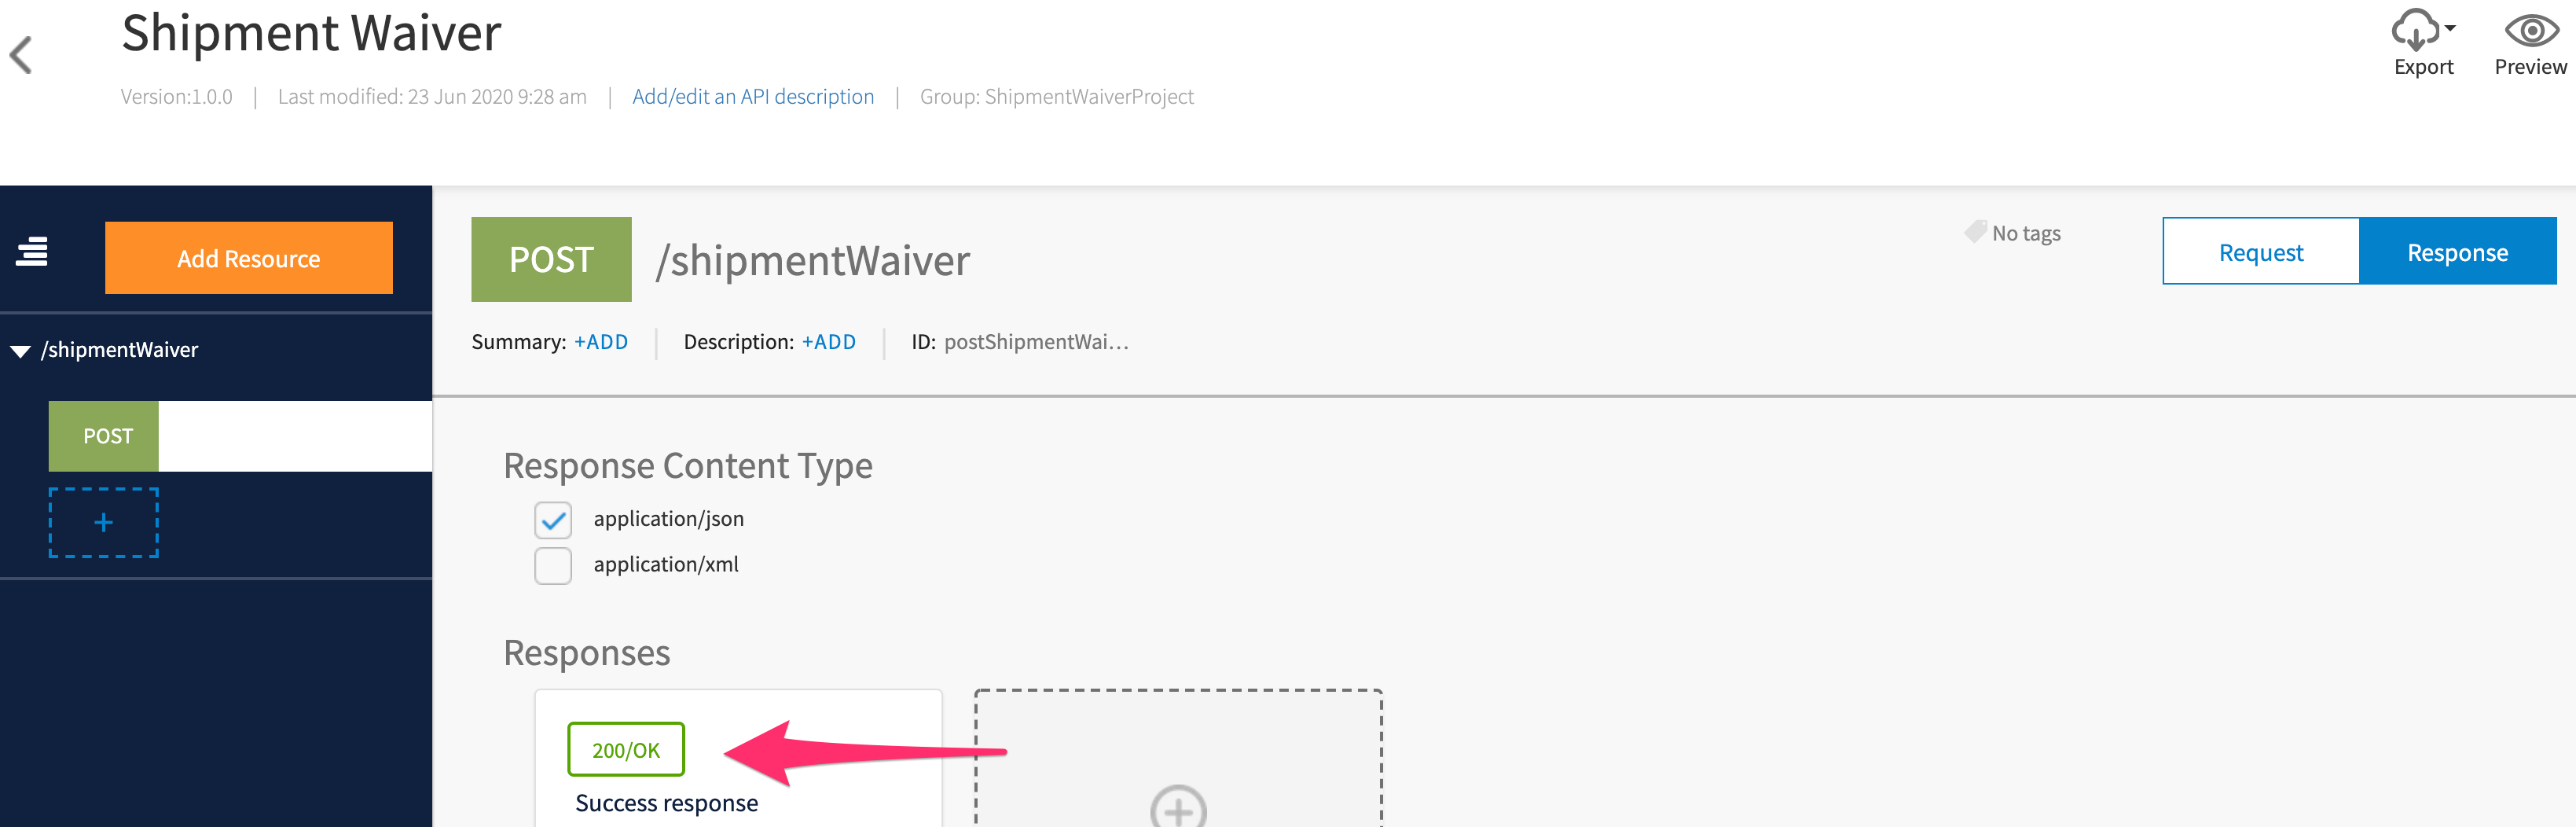 Shipment Waiver
Export
Preview
Version:1.0.0 | Last modified: 23 Jun 2020 9:28 am | Add/edit an API description | Group: ShipmentWaiverProject
Add Resource
/shipmentWaiver
POST
+
POST /shipmentWaiver
No tags
Request
Response
Summary: +ADD | Description: +ADD | ID: postShipmentWai...
Response Content Type
application/json
application/xml
Responses
200/OK
Success response